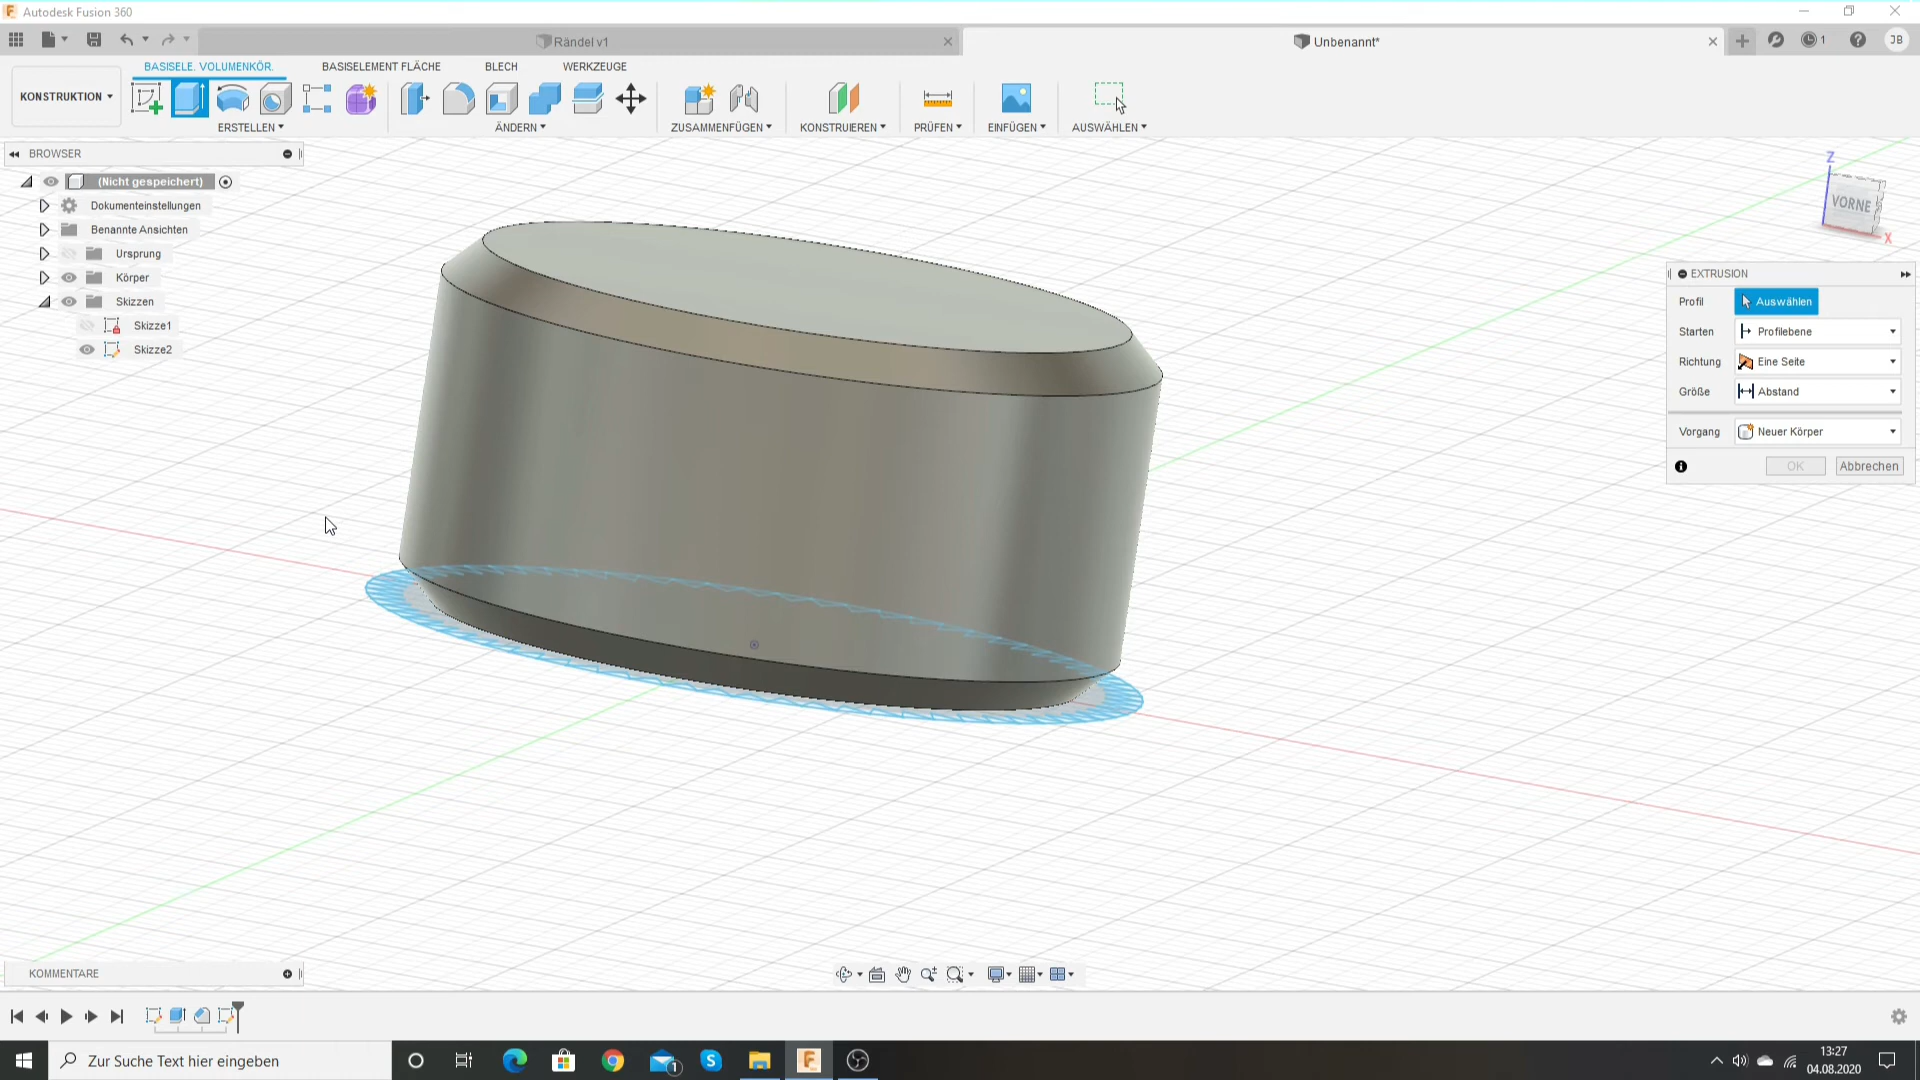 Autodesk Fusion 360
Rändel v1
Unbenannt*
1
JB
KONSTRUKTION
BASISELE. VOLUMENKÖR.
BASISELEMENT FLÄCHE
BLECH
WERKZEUGE
ERSTELLEN
ÄNDERN
ZUSAMMENFÜGEN
KONSTRUIEREN
PRÜFEN
EINFÜGEN
AUSWÄHLEN
BROWSER
(Nicht gespeichert)
Dokumenteinstellungen
Benannte Ansichten
Ursprung
Körper
Skizzen
Skizze1
Skizze2
Z
VORNE
X
EXTRUSION
Profil
Auswählen
Starten
Profilebene
Richtung
Eine Seite
Größe
Abstand
Vorgang
Neuer Körper
OK
Abbrechen
KOMMENTARE
Zur Suche Text hier eingeben
1
13:27
04.08.2020